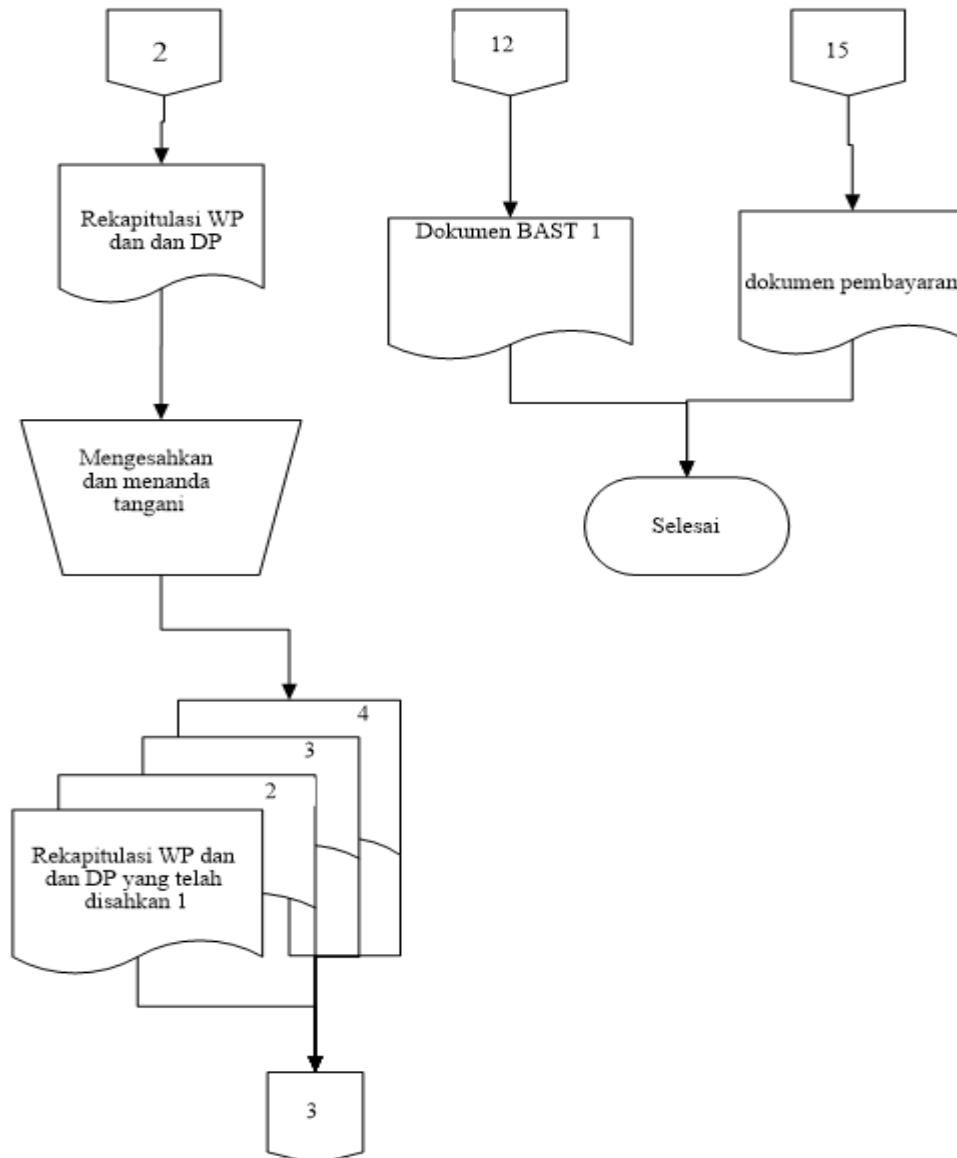 2
12
15
Rekapitulasi WP
dan dan DP
Dokumen BAST 1
dokumen pembayaran
Mengesahkan
dan menanda
tangani
Selesai
4
3
2
Rekapitulasi WP dan
dan DP yang telah
disahkan 1
3